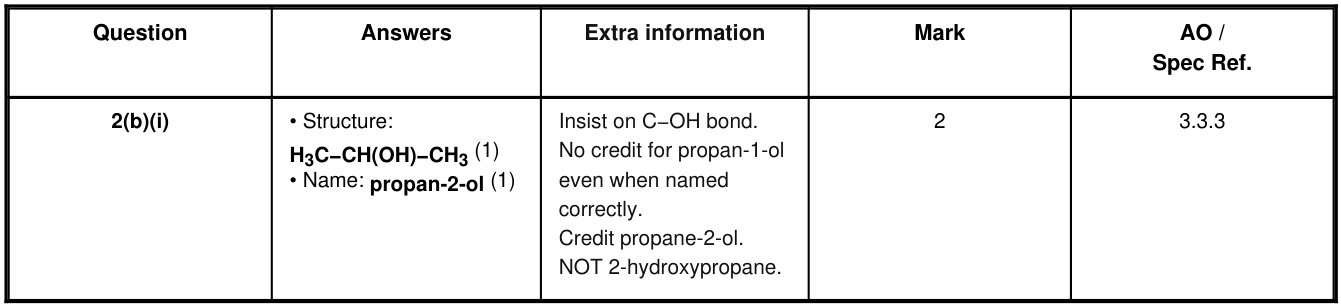 Question Answers Extra information Mark AO /
Spec Ref.
2(b)(i) • Structure: Insist on C–OH bond. 2 3.3.3
H₃C–CH(OH)–CH₃ (1) No credit for propan-1-ol
• Name: propan-2-ol (1) even when named
correctly.
Credit propane-2-ol.
NOT 2-hydroxypropane.